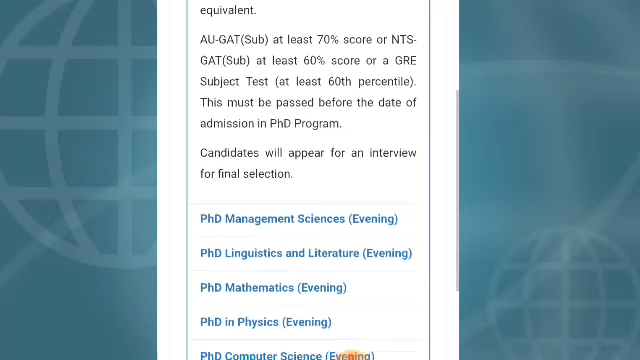 equivalent.
AU-GAT(Sub) at least 70% score or NTS-
GAT(Sub) at least 60% score or a GRE
Subject Test (at least 60th percentile).
This must be passed before the date of
admission in PhD Program.
Candidates will appear for an interview
for final selection.
PhD Management Sciences (Evening)
PhD Linguistics and Literature (Evening)
PhD Mathematics (Evening)
PhD in Physics (Evening)
PhD Computer Science (Evening)